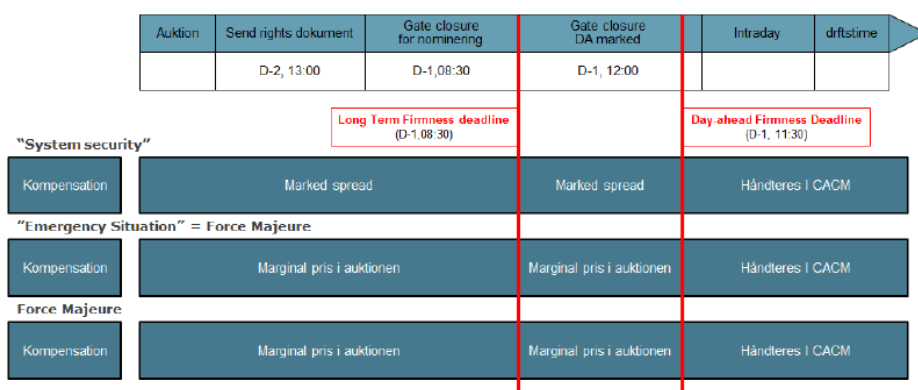 Auktion
Send rights dokument
Gate closure
for nominering
Gate closure
DA marked
Intraday
drftstime
D-2, 13:00
D-1,08:30
D-1, 12:00
Long Term Firmness deadline
(D-1,08:30)
Day-ahead Firmness Deadline
(D-1, 11:30)
"System security"
Kompensation
Marked spread
Marked spread
Håndteres I CACM
"Emergency Situation" = Force Majeure
Kompensation
Marginal pris i auktionen
Marginal pris i auktionen
Håndteres I CACM
Force Majeure
Kompensation
Marginal pris i auktionen
Marginal pris i auktionen
Håndteres I CACM